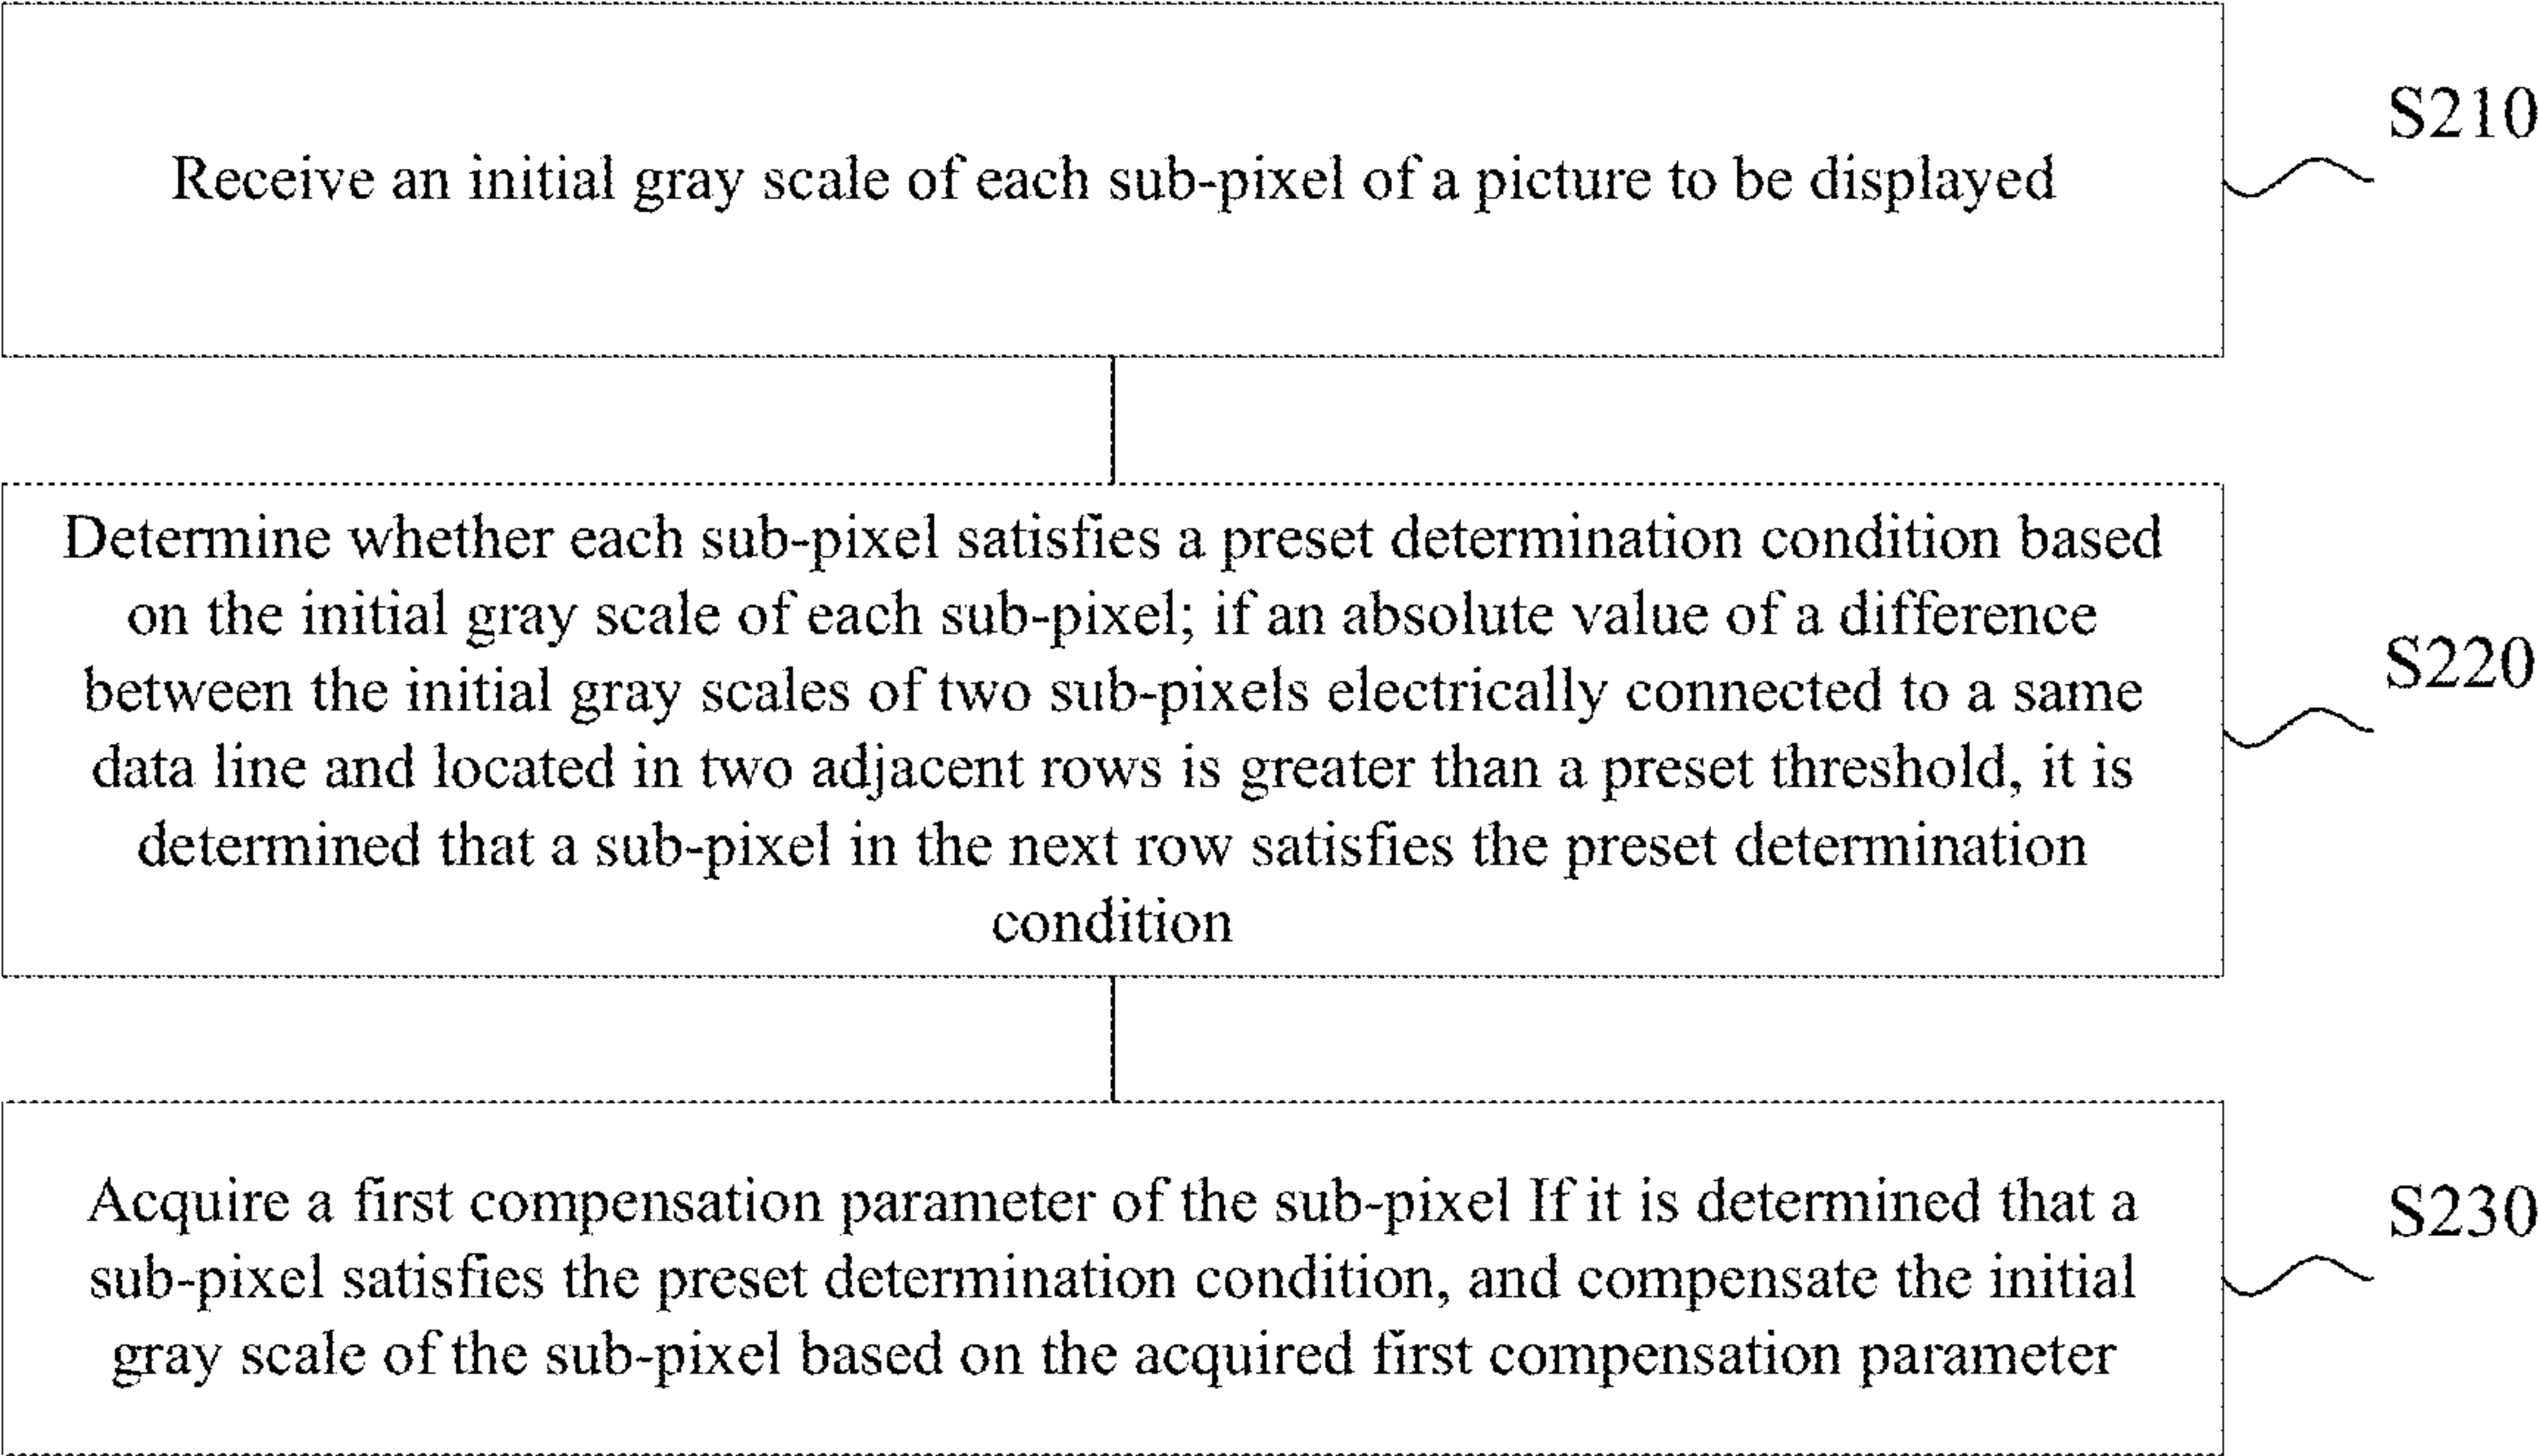 Receive an initial gray scale of each sub-pixel of a picture to be displayed
S210
Determine whether each sub-pixel satisfies a preset determination condition based
on the initial gray scale of each sub-pixel; if an absolute value of a difference
between the initial gray scales of two sub-pixels electrically connected to a same
data line and located in two adjacent rows is greater than a preset threshold, it is
determined that a sub-pixel in the next row satisfies the preset determination
condition
S220
Acquire a first compensation parameter of the sub-pixel If it is determined that a
sub-pixel satisfies the preset determination condition, and compensate the initial
gray scale of the sub-pixel based on the acquired first compensation parameter
S230